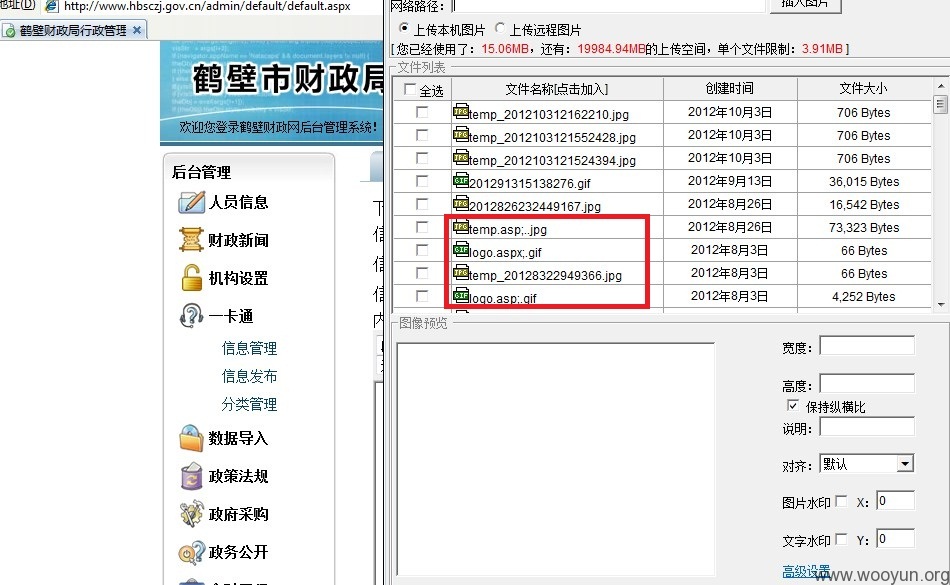 地址(D) http://www.hbsczj.gov.cn/admin/default/default.aspx
鹤壁财政局行政管理
鹤壁市财政局
欢迎您登录鹤壁财政网后台管理系统!
后台管理
人员信息
财政新闻
机构设置
一卡通
信息管理
信息发布
分类管理
数据导入
政策法规
政府采购
政务公开
网络路径: 插入图片
上传本机图片 上传远程图片
[您已经使用了: 15.06MB，还有: 19984.94MB的上传空间，单个文件限制: 3.91MB]
文件列表
全选 文件名称[点击加入] 创建时间 文件大小
temp_201210312162210.jpg 2012年10月3日 706 Bytes
temp_2012103121552428.jpg 2012年10月3日 706 Bytes
temp_2012103121524394.jpg 2012年10月3日 706 Bytes
201291315138276.gif 2012年9月13日 36,015 Bytes
2012826232449167.jpg 2012年8月26日 16,542 Bytes
temp.asp;..jpg 2012年8月26日 73,323 Bytes
logo.aspx;.gif 2012年8月3日 66 Bytes
temp_20128322949366.jpg 2012年8月3日 66 Bytes
logo.asp;.gif 2012年8月3日 4,252 Bytes
图像预览
宽度:
高度:
保持纵横比
说明:
对齐: 默认
图片水印 X: 0
文字水印 Y: 0
高级设置
www.wooyun.org